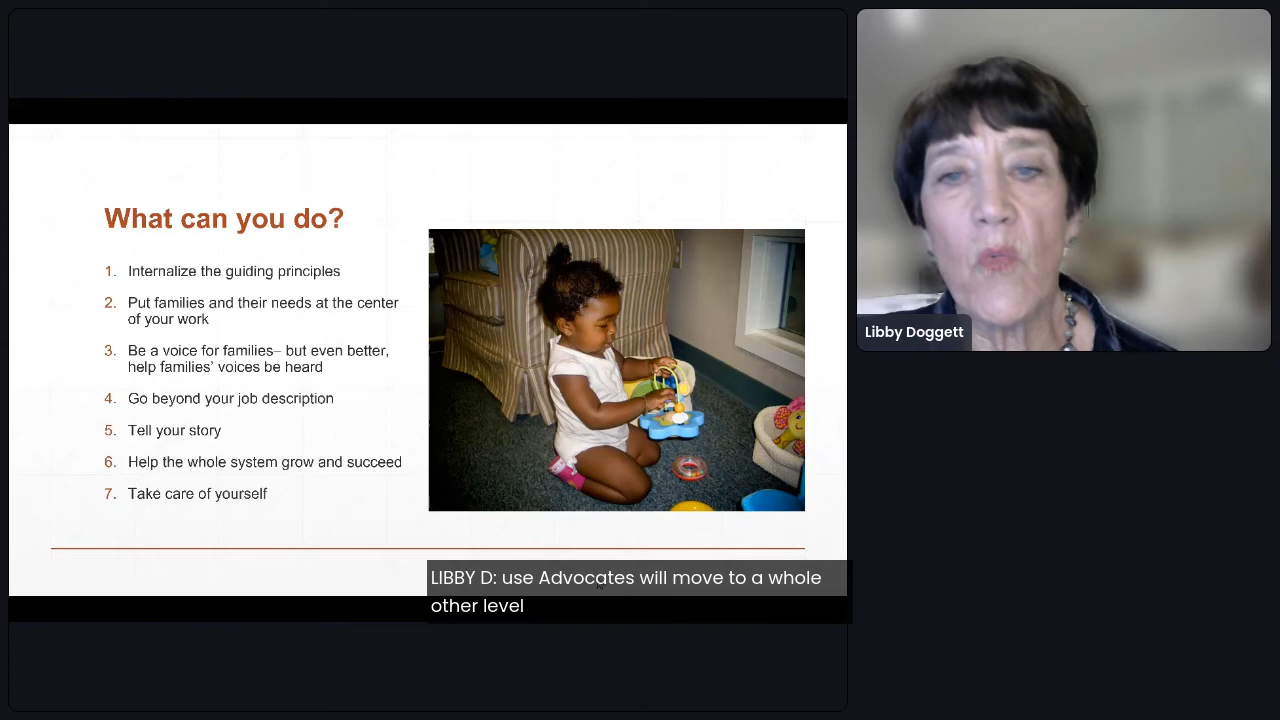 What can you do?
1. Internalize the guiding principles
2. Put families and their needs at the center
of your work
3. Be a voice for families– but even better,
help families’ voices be heard
4. Go beyond your job description
5. Tell your story
6. Help the whole system grow and succeed
7. Take care of yourself
LIBBY D: use Advocates will move to a whole
other level
Libby Doggett